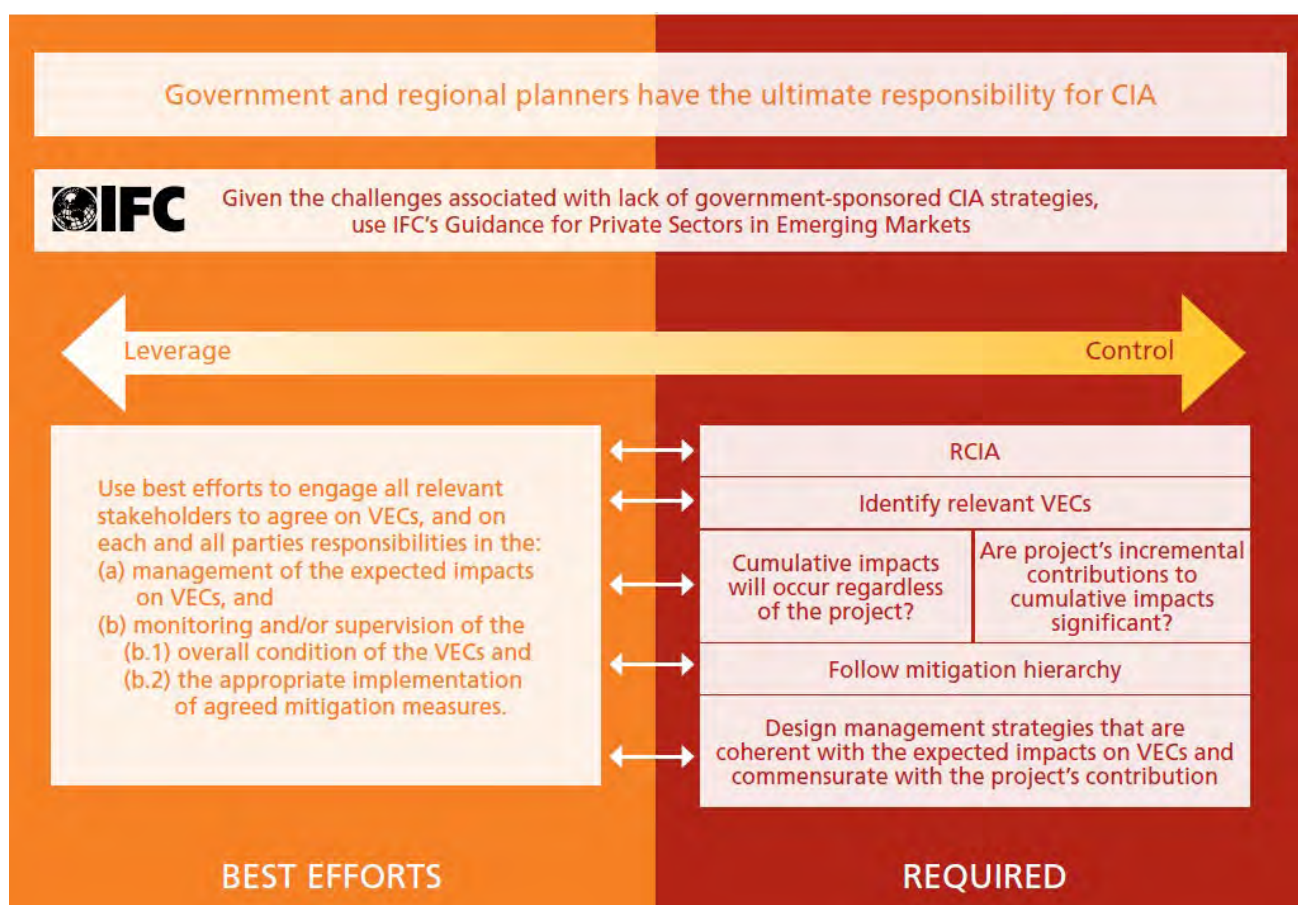 Government and regional planners have the ultimate responsibility for CIA
IFC
Given the challenges associated with lack of government-sponsored CIA strategies,
use IFC's Guidance for Private Sectors in Emerging Markets
Leverage
Control
Use best efforts to engage all relevant
stakeholders to agree on VECs, and on
each and all parties responsibilities in the:
(a) management of the expected impacts
on VECs, and
(b) monitoring and/or supervision of the
(b.1) overall condition of the VECs and
(b.2) the appropriate implementation
of agreed mitigation measures.
RCIA
Identify relevant VECs
Cumulative impacts
will occur regardless
of the project?
Are project's incremental
contributions to
cumulative impacts
significant?
Follow mitigation hierarchy
Design management strategies that are
coherent with the expected impacts on VECs and
commensurate with the project's contribution
BEST EFFORTS
REQUIRED